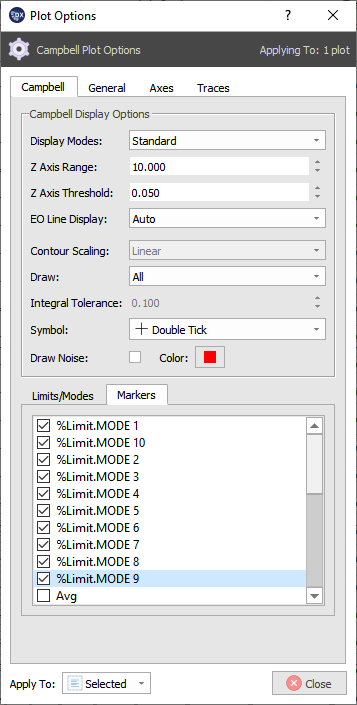 Plot Options
?
Campbell Plot Options
Applying To: 1 plot
Campbell
General
Axes
Traces
Campbell Display Options
Display Modes: Standard
Z Axis Range: 10.000
Z Axis Threshold: 0.050
EO Line Display: Auto
Contour Scaling: Linear
Draw: All
Integral Tolerance: 0.100
Symbol: Double Tick
Draw Noise: Color:
Limits/Modes
Markers
%Limit.MODE 1
%Limit.MODE 10
%Limit.MODE 2
%Limit.MODE 3
%Limit.MODE 4
%Limit.MODE 5
%Limit.MODE 6
%Limit.MODE 7
%Limit.MODE 8
%Limit.MODE 9
Avg
Apply To: Selected
Close